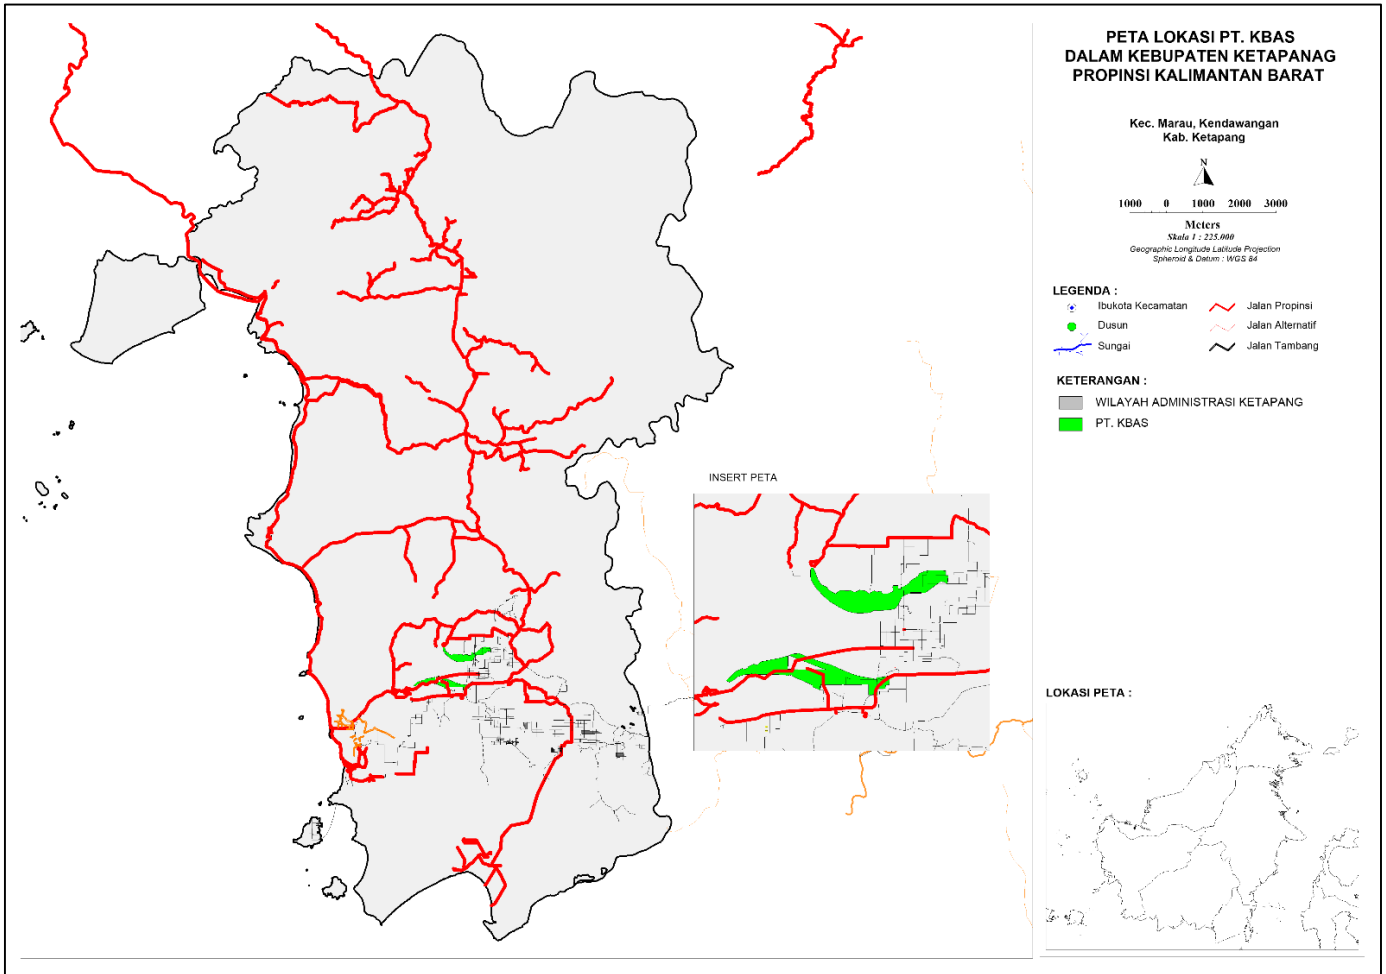 PETA LOKASI PT. KBAS
DALAM KEBUPATEN KETAPANAG
PROPINSI KALIMANTAN BARAT
Kec. Marau, Kendawangan
Kab. Ketapang
N
1000 0 1000 2000 3000
Meters
Skala 1 : 225.000
Geographic Longitude Latitude Projection
Spheroid & Datum : WGS 84
LEGENDA :
Ibukota Kecamatan
Jalan Propinsi
Dusun
Jalan Alternatif
Sungai
Jalan Tambang
KETERANGAN :
WILAYAH ADMINISTRASI KETAPANG
PT. KBAS
INSERT PETA
LOKASI PETA :